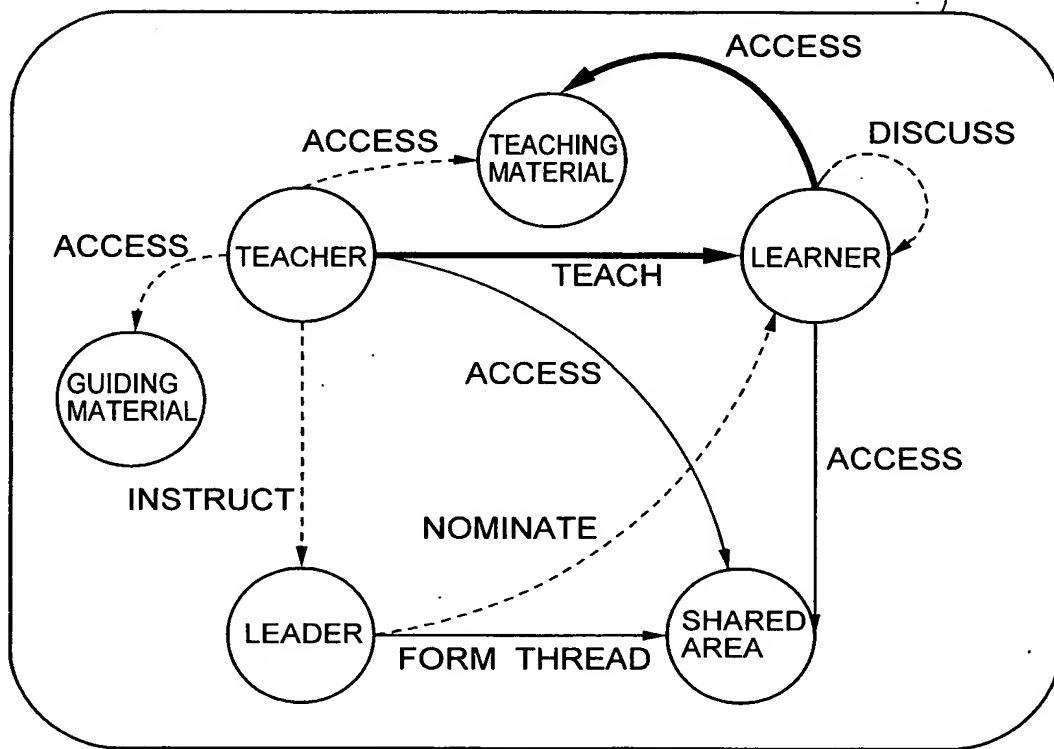 ACCESS
DISCUSS
ACCESS
TEACHING
MATERIAL
ACCESS
TEACHER
LEARNER
TEACH
GUIDING
MATERIAL
ACCESS
ACCESS
INSTRUCT
NOMINATE
LEADER
SHARED
AREA
FORM THREAD